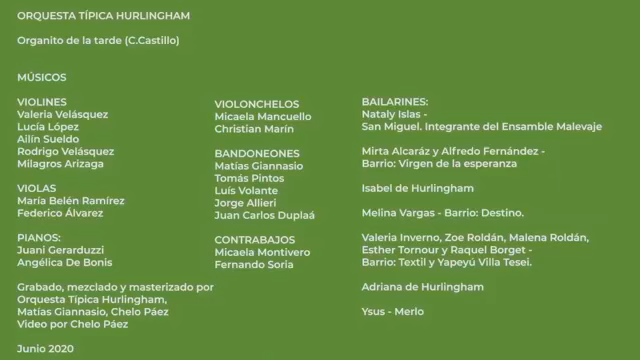 ORQUESTA TÍPICA HURLINGHAM
Organito de la tarde (C.Castillo)
MÚSICOS
VIOLINES
Valeria Velásquez
Lucía López
Ailín Sueldo
Rodrigo Velásquez
Milagros Arizaga
VIOLAS
María Belén Ramírez
Federico Álvarez
PIANOS:
Juani Gerarduzzi
Angélica De Bonis
Grabado, mezclado y masterizado por
Orquesta Típica Hurlingham,
Matías Giannasio, Chelo Páez
Video por Chelo Páez
Junio 2020
VIOLONCHELOS
Micaela Mancuello
Christian Marín
BANDONEONES
Matías Giannasio
Tomás Pintos
Luís Volante
Jorge Allieri
Juan Carlos Duplaá
CONTRABAJOS
Micaela Montivero
Fernando Soria
BAILARINES:
Nataly Islas -
San Miguel. Integrante del Ensamble Malevaje
Mirta Alcaráz y Alfredo Fernández -
Barrio: Virgen de la esperanza
Isabel de Hurlingham
Melina Vargas - Barrio: Destino.
Valeria Inverno, Zoe Roldán, Malena Roldán,
Esther Tornour y Raquel Borget -
Barrio: Textil y Yapeyú Villa Tesei.
Adriana de Hurlingham
Ysus - Merlo